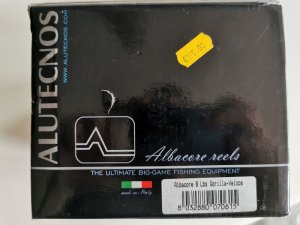 ALUTECNOS
WWW.ALUTECNOS.COM
Albacore reels
THE ULTIMATE BIG-GAME FISHING EQUIPMENT
made in Italy
Albacore 8 Lbs Gorilla-Veloce
8 032880 070615